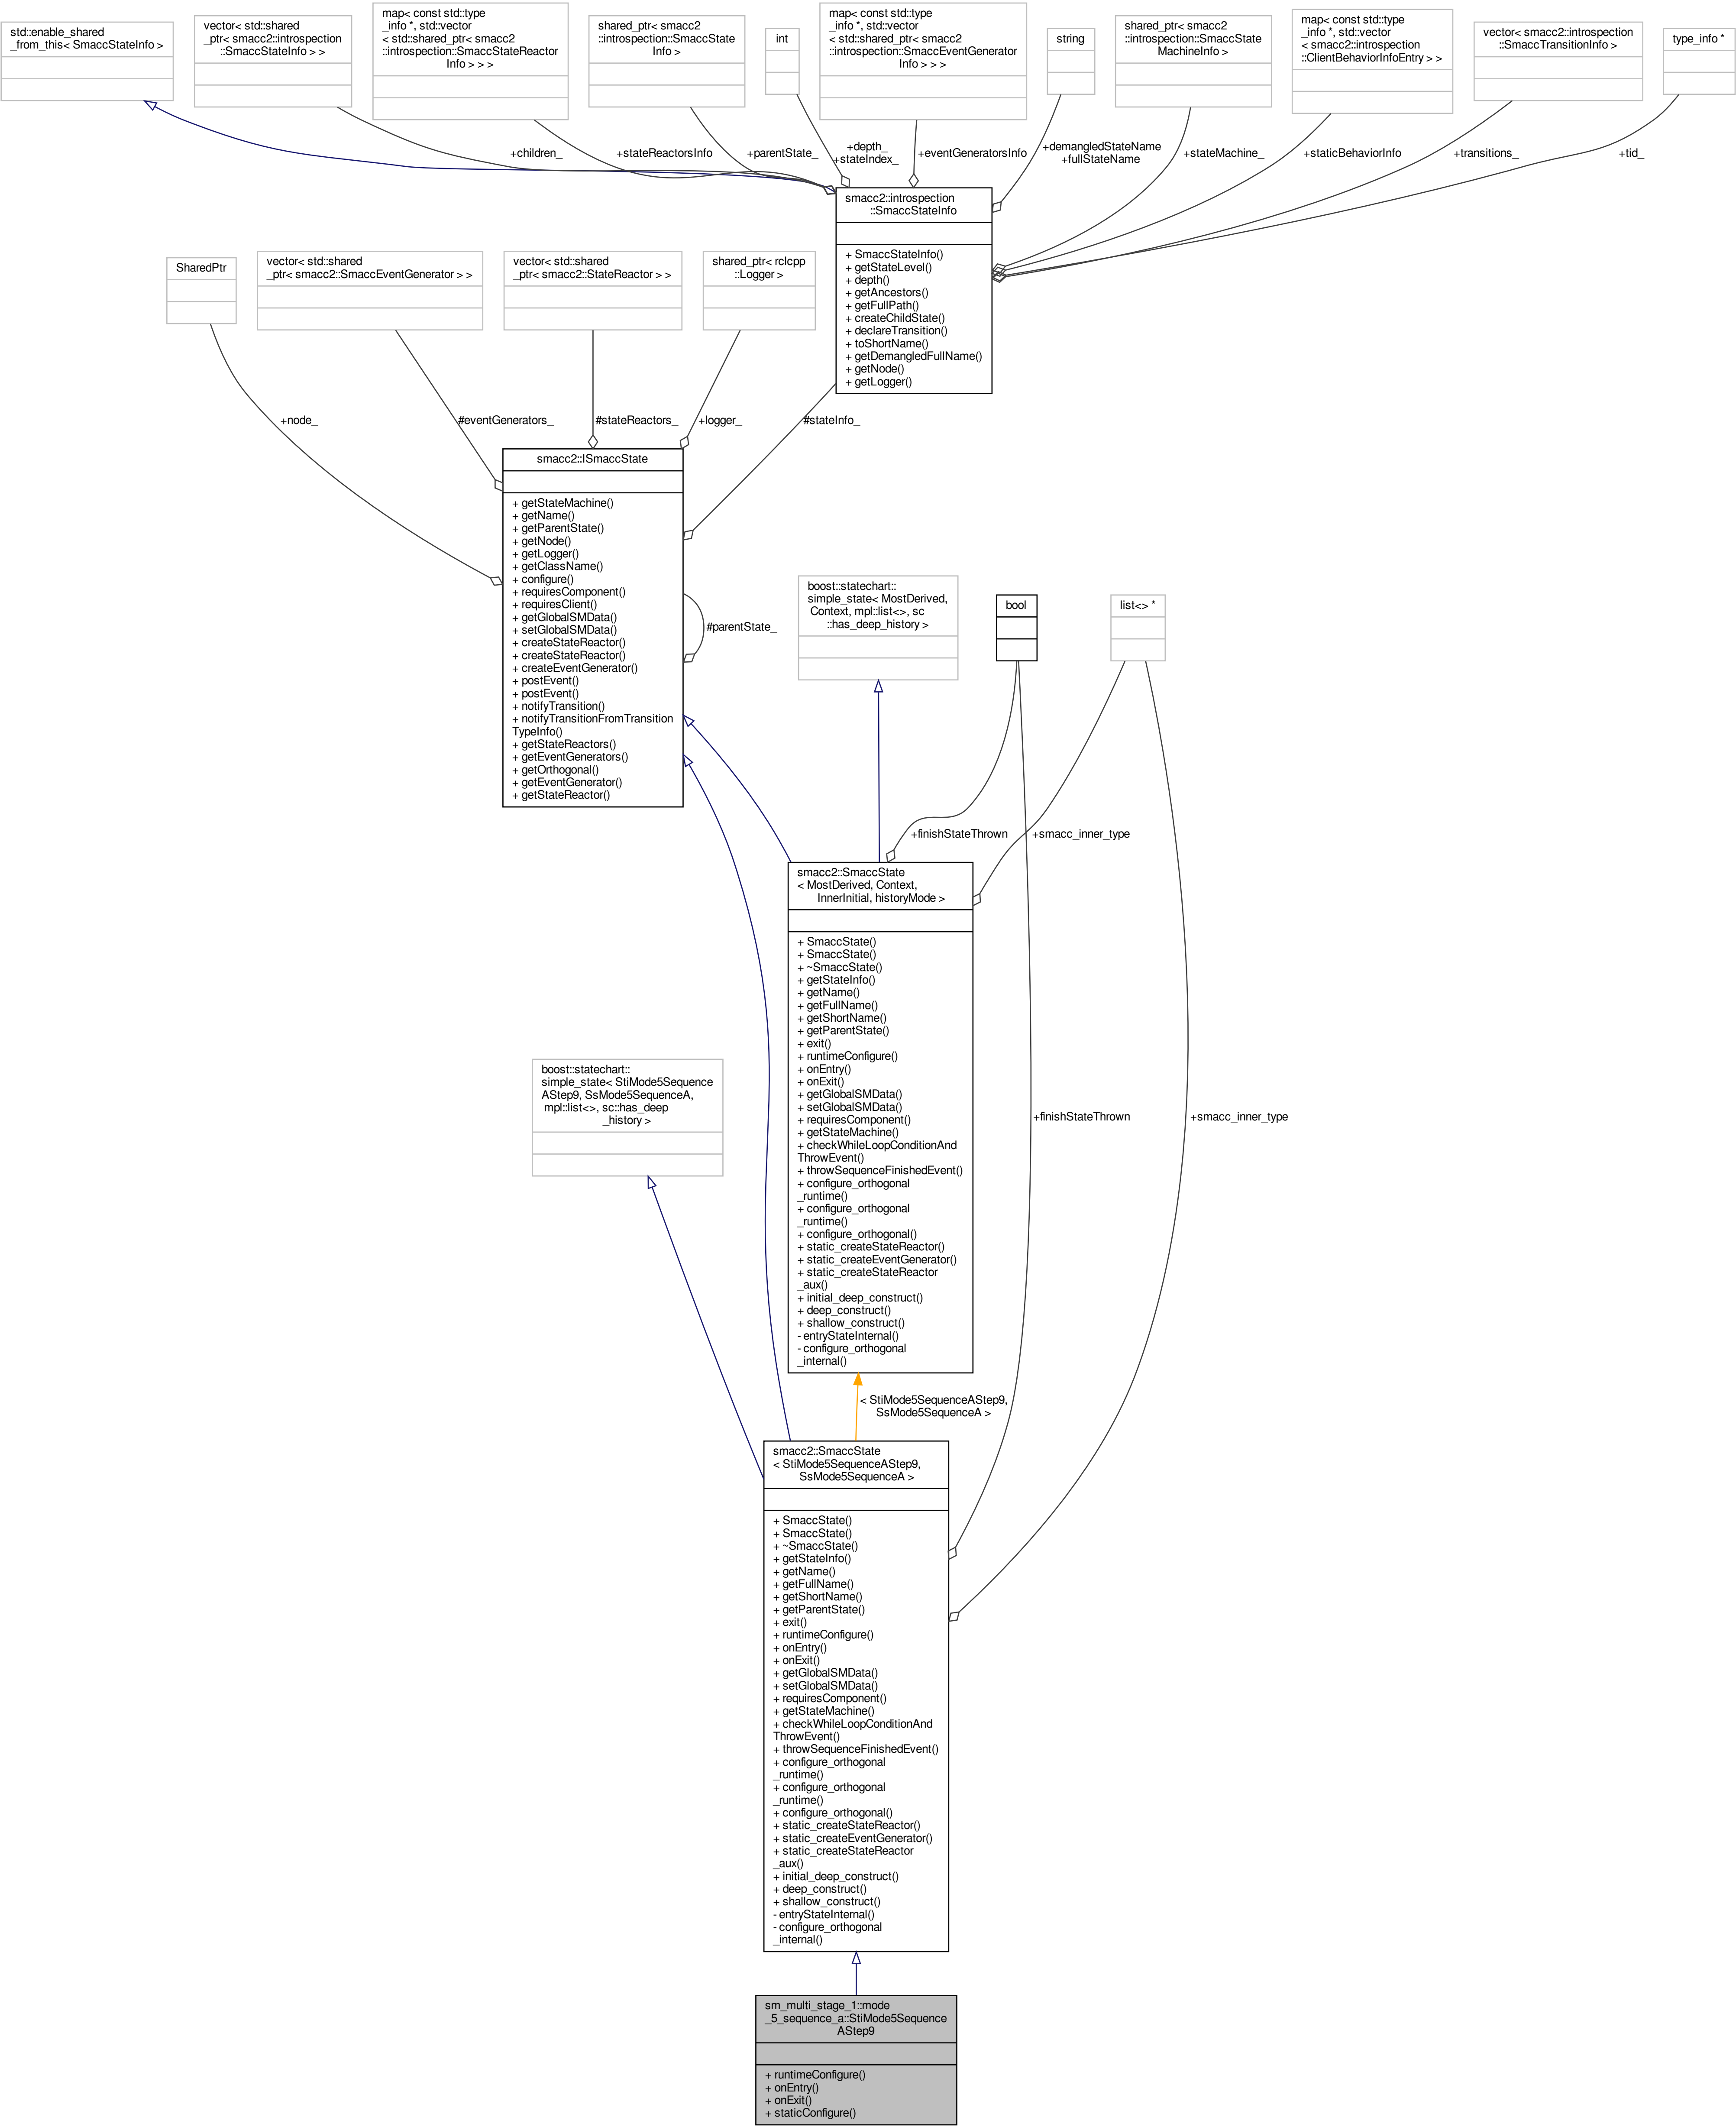 std::enable_shared
_from_this< SmaccStateInfo >
vector< std::shared
_ptr< smacc2::introspection
::SmaccStateInfo > >
map< const std::type
_info *, std::vector
< std::shared_ptr< smacc2
::introspection::SmaccStateReactor
Info > > >
shared_ptr< smacc2
::introspection::SmaccState
Info >
int
map< const std::type
_info *, std::vector
< std::shared_ptr< smacc2
::introspection::SmaccEventGenerator
Info > > >
string
shared_ptr< smacc2
::introspection::SmaccState
MachineInfo >
map< const std::type
_info *, std::vector
< smacc2::introspection
::ClientBehaviorInfoEntry > >
vector< smacc2::introspection
::SmaccTransitionInfo >
type_info *
+children_
+stateReactorsInfo
+parentState_
+depth_
+stateIndex_
+eventGeneratorsInfo
+demangledStateName
+fullStateName
+stateMachine_
+staticBehaviorInfo
+transitions_
+tid_
smacc2::introspection
::SmaccStateInfo
+ SmaccStateInfo()
+ getStateLevel()
+ depth()
+ getAncestors()
+ getFullPath()
+ createChildState()
+ declareTransition()
+ toShortName()
+ getDemangledFullName()
+ getNode()
+ getLogger()
SharedPtr
vector< std::shared
_ptr< smacc2::SmaccEventGenerator > >
vector< std::shared
_ptr< smacc2::StateReactor > >
shared_ptr< rclcpp
::Logger >
+node_
#eventGenerators_
#stateReactors_
+logger_
#stateInfo_
smacc2::ISmaccState
+ getStateMachine()
+ getName()
+ getParentState()
+ getNode()
+ getLogger()
+ getClassName()
+ configure()
+ requiresComponent()
+ requiresClient()
+ getGlobalSMData()
+ setGlobalSMData()
+ createStateReactor()
+ createStateReactor()
+ createEventGenerator()
+ postEvent()
+ postEvent()
+ notifyTransition()
+ notifyTransitionFromTransition
TypeInfo()
+ getStateReactors()
+ getEventGenerators()
+ getOrthogonal()
+ getEventGenerator()
+ getStateReactor()
#parentState_
boost::statechart::
simple_state< MostDerived,
Context, mpl::list<>, sc
::has_deep_history >
bool
list<> *
+finishStateThrown
+smacc_inner_type
smacc2::SmaccState
< MostDerived, Context,
InnerInitial, historyMode >
+ SmaccState()
+ SmaccState()
+ ~SmaccState()
+ getStateInfo()
+ getName()
+ getFullName()
+ getShortName()
+ getParentState()
+ exit()
+ runtimeConfigure()
+ onEntry()
+ onExit()
+ getGlobalSMData()
+ setGlobalSMData()
+ requiresComponent()
+ getStateMachine()
+ checkWhileLoopConditionAnd
ThrowEvent()
+ throwSequenceFinishedEvent()
+ configure_orthogonal
_runtime()
+ configure_orthogonal
_runtime()
+ configure_orthogonal()
+ static_createStateReactor()
+ static_createEventGenerator()
+ static_createStateReactor
_aux()
+ initial_deep_construct()
+ deep_construct()
+ shallow_construct()
- entryStateInternal()
- configure_orthogonal
_internal()
boost::statechart::
simple_state< StiMode5Sequence
AStep9, SsMode5SequenceA,
mpl::list<>, sc::has_deep
_history >
+finishStateThrown
+smacc_inner_type
< StiMode5SequenceAStep9,
SsMode5SequenceA >
smacc2::SmaccState
< StiMode5SequenceAStep9,
SsMode5SequenceA >
+ SmaccState()
+ SmaccState()
+ ~SmaccState()
+ getStateInfo()
+ getName()
+ getFullName()
+ getShortName()
+ getParentState()
+ exit()
+ runtimeConfigure()
+ onEntry()
+ onExit()
+ getGlobalSMData()
+ setGlobalSMData()
+ requiresComponent()
+ getStateMachine()
+ checkWhileLoopConditionAnd
ThrowEvent()
+ throwSequenceFinishedEvent()
+ configure_orthogonal
_runtime()
+ configure_orthogonal
_runtime()
+ configure_orthogonal()
+ static_createStateReactor()
+ static_createEventGenerator()
+ static_createStateReactor
_aux()
+ initial_deep_construct()
+ deep_construct()
+ shallow_construct()
- entryStateInternal()
- configure_orthogonal
_internal()
sm_multi_stage_1::mode
_5_sequence_a::StiMode5Sequence
AStep9
+ runtimeConfigure()
+ onEntry()
+ onExit()
+ staticConfigure()